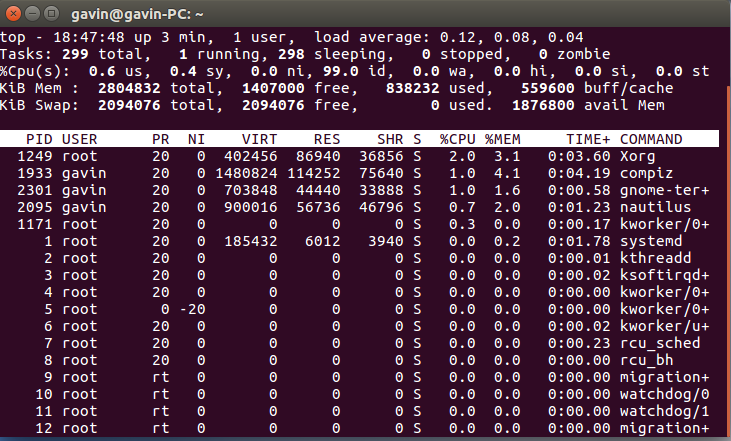 gavin@gavin-PC: ~
top - 18:47:48 up 3 min,  1 user,  load average: 0.12, 0.08, 0.04
Tasks: 299 total,   1 running, 298 sleeping,   0 stopped,   0 zombie
%Cpu(s):  0.6 us,  0.4 sy,  0.0 ni, 99.0 id,  0.0 wa,  0.0 hi,  0.0 si,  0.0 st
KiB Mem :  2804832 total,  1407000 free,   838232 used,   559600 buff/cache
KiB Swap:  2094076 total,  2094076 free,        0 used.  1876800 avail Mem
PID USER      PR  NI    VIRT    RES    SHR S  %CPU %MEM     TIME+ COMMAND
1249 root      20   0  402456  86940  36856 S   2.0  3.1   0:03.60 Xorg
1933 gavin     20   0 1480824 114252  75640 S   1.0  4.1   0:04.19 compiz
2301 gavin     20   0  703848  44440  33888 S   1.0  1.6   0:00.58 gnome-ter+
2095 gavin     20   0  900016  56736  46796 S   0.7  2.0   0:01.23 nautilus
1171 root      20   0       0      0      0 S   0.3  0.0   0:00.17 kworker/0+
1 root      20   0  185432   6012   3940 S   0.0  0.2   0:01.78 systemd
2 root      20   0       0      0      0 S   0.0  0.0   0:00.01 kthreadd
3 root      20   0       0      0      0 S   0.0  0.0   0:00.02 ksoftirqd+
4 root      20   0       0      0      0 S   0.0  0.0   0:00.00 kworker/0+
5 root       0 -20       0      0      0 S   0.0  0.0   0:00.00 kworker/0+
6 root      20   0       0      0      0 S   0.0  0.0   0:00.02 kworker/u+
7 root      20   0       0      0      0 S   0.0  0.0   0:00.23 rcu_sched
8 root      20   0       0      0      0 S   0.0  0.0   0:00.00 rcu_bh
9 root      rt   0       0      0      0 S   0.0  0.0   0:00.00 migration+
10 root      rt   0       0      0      0 S   0.0  0.0   0:00.00 watchdog/0
11 root      rt   0       0      0      0 S   0.0  0.0   0:00.00 watchdog/1
12 root      rt   0       0      0      0 S   0.0  0.0   0:00.00 migration+